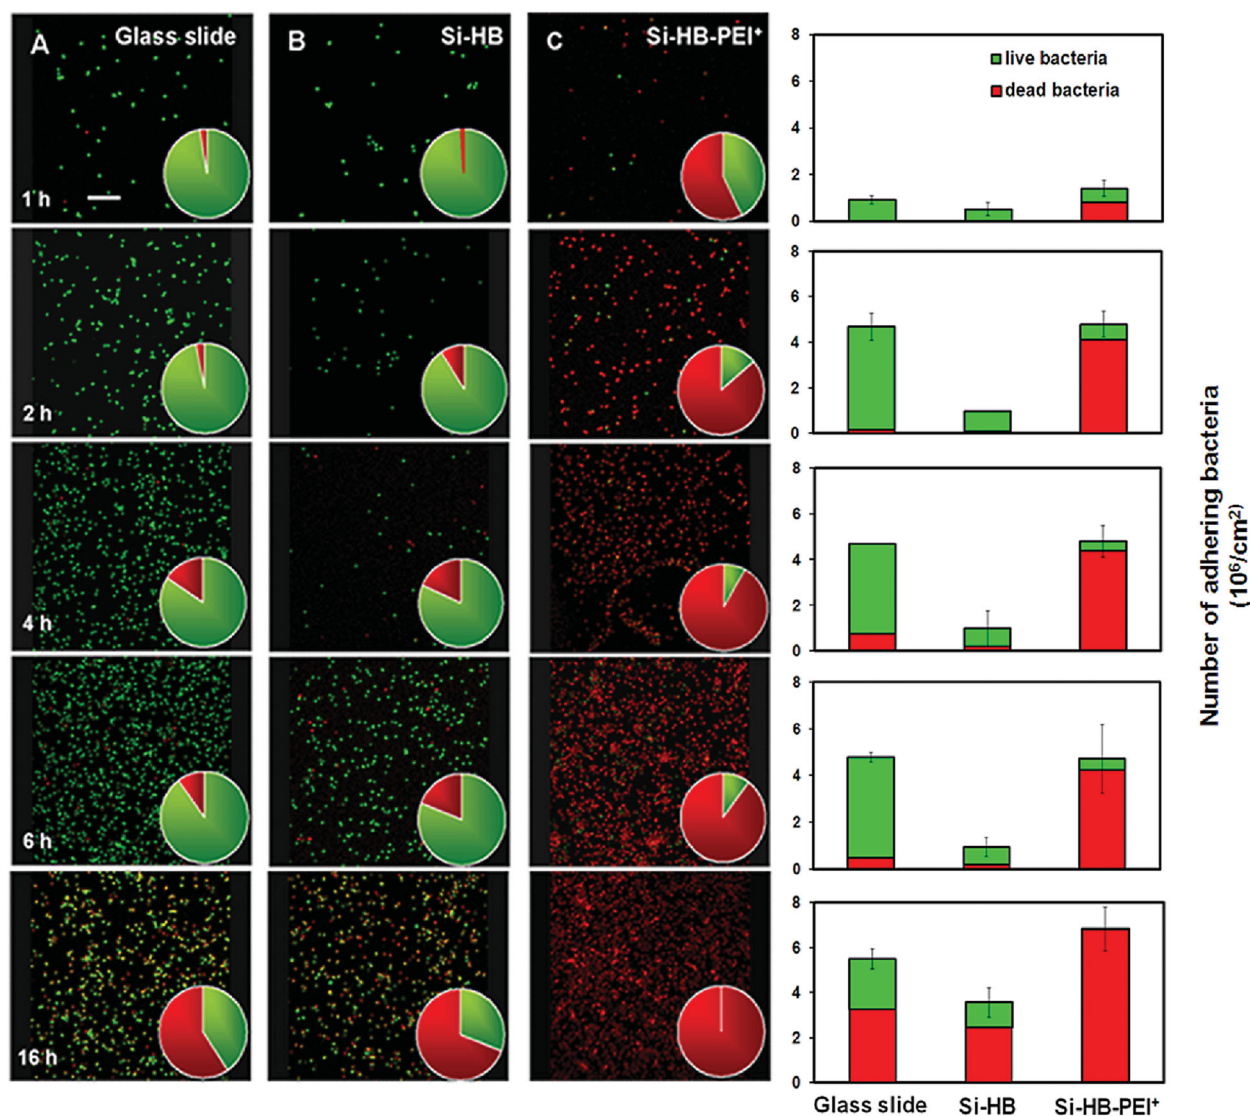 A Glass slide
B Si-HB
C Si-HB-PEI⁺
1 h
2 h
4 h
6 h
16 h
8
6
4
2
0
live bacteria
dead bacteria
8
6
4
2
0
8
6
4
2
0
8
6
4
2
0
8
6
4
2
0
Glass slide Si-HB Si-HB-PEI⁺
Number of adhering bacteria
(10⁶/cm²)